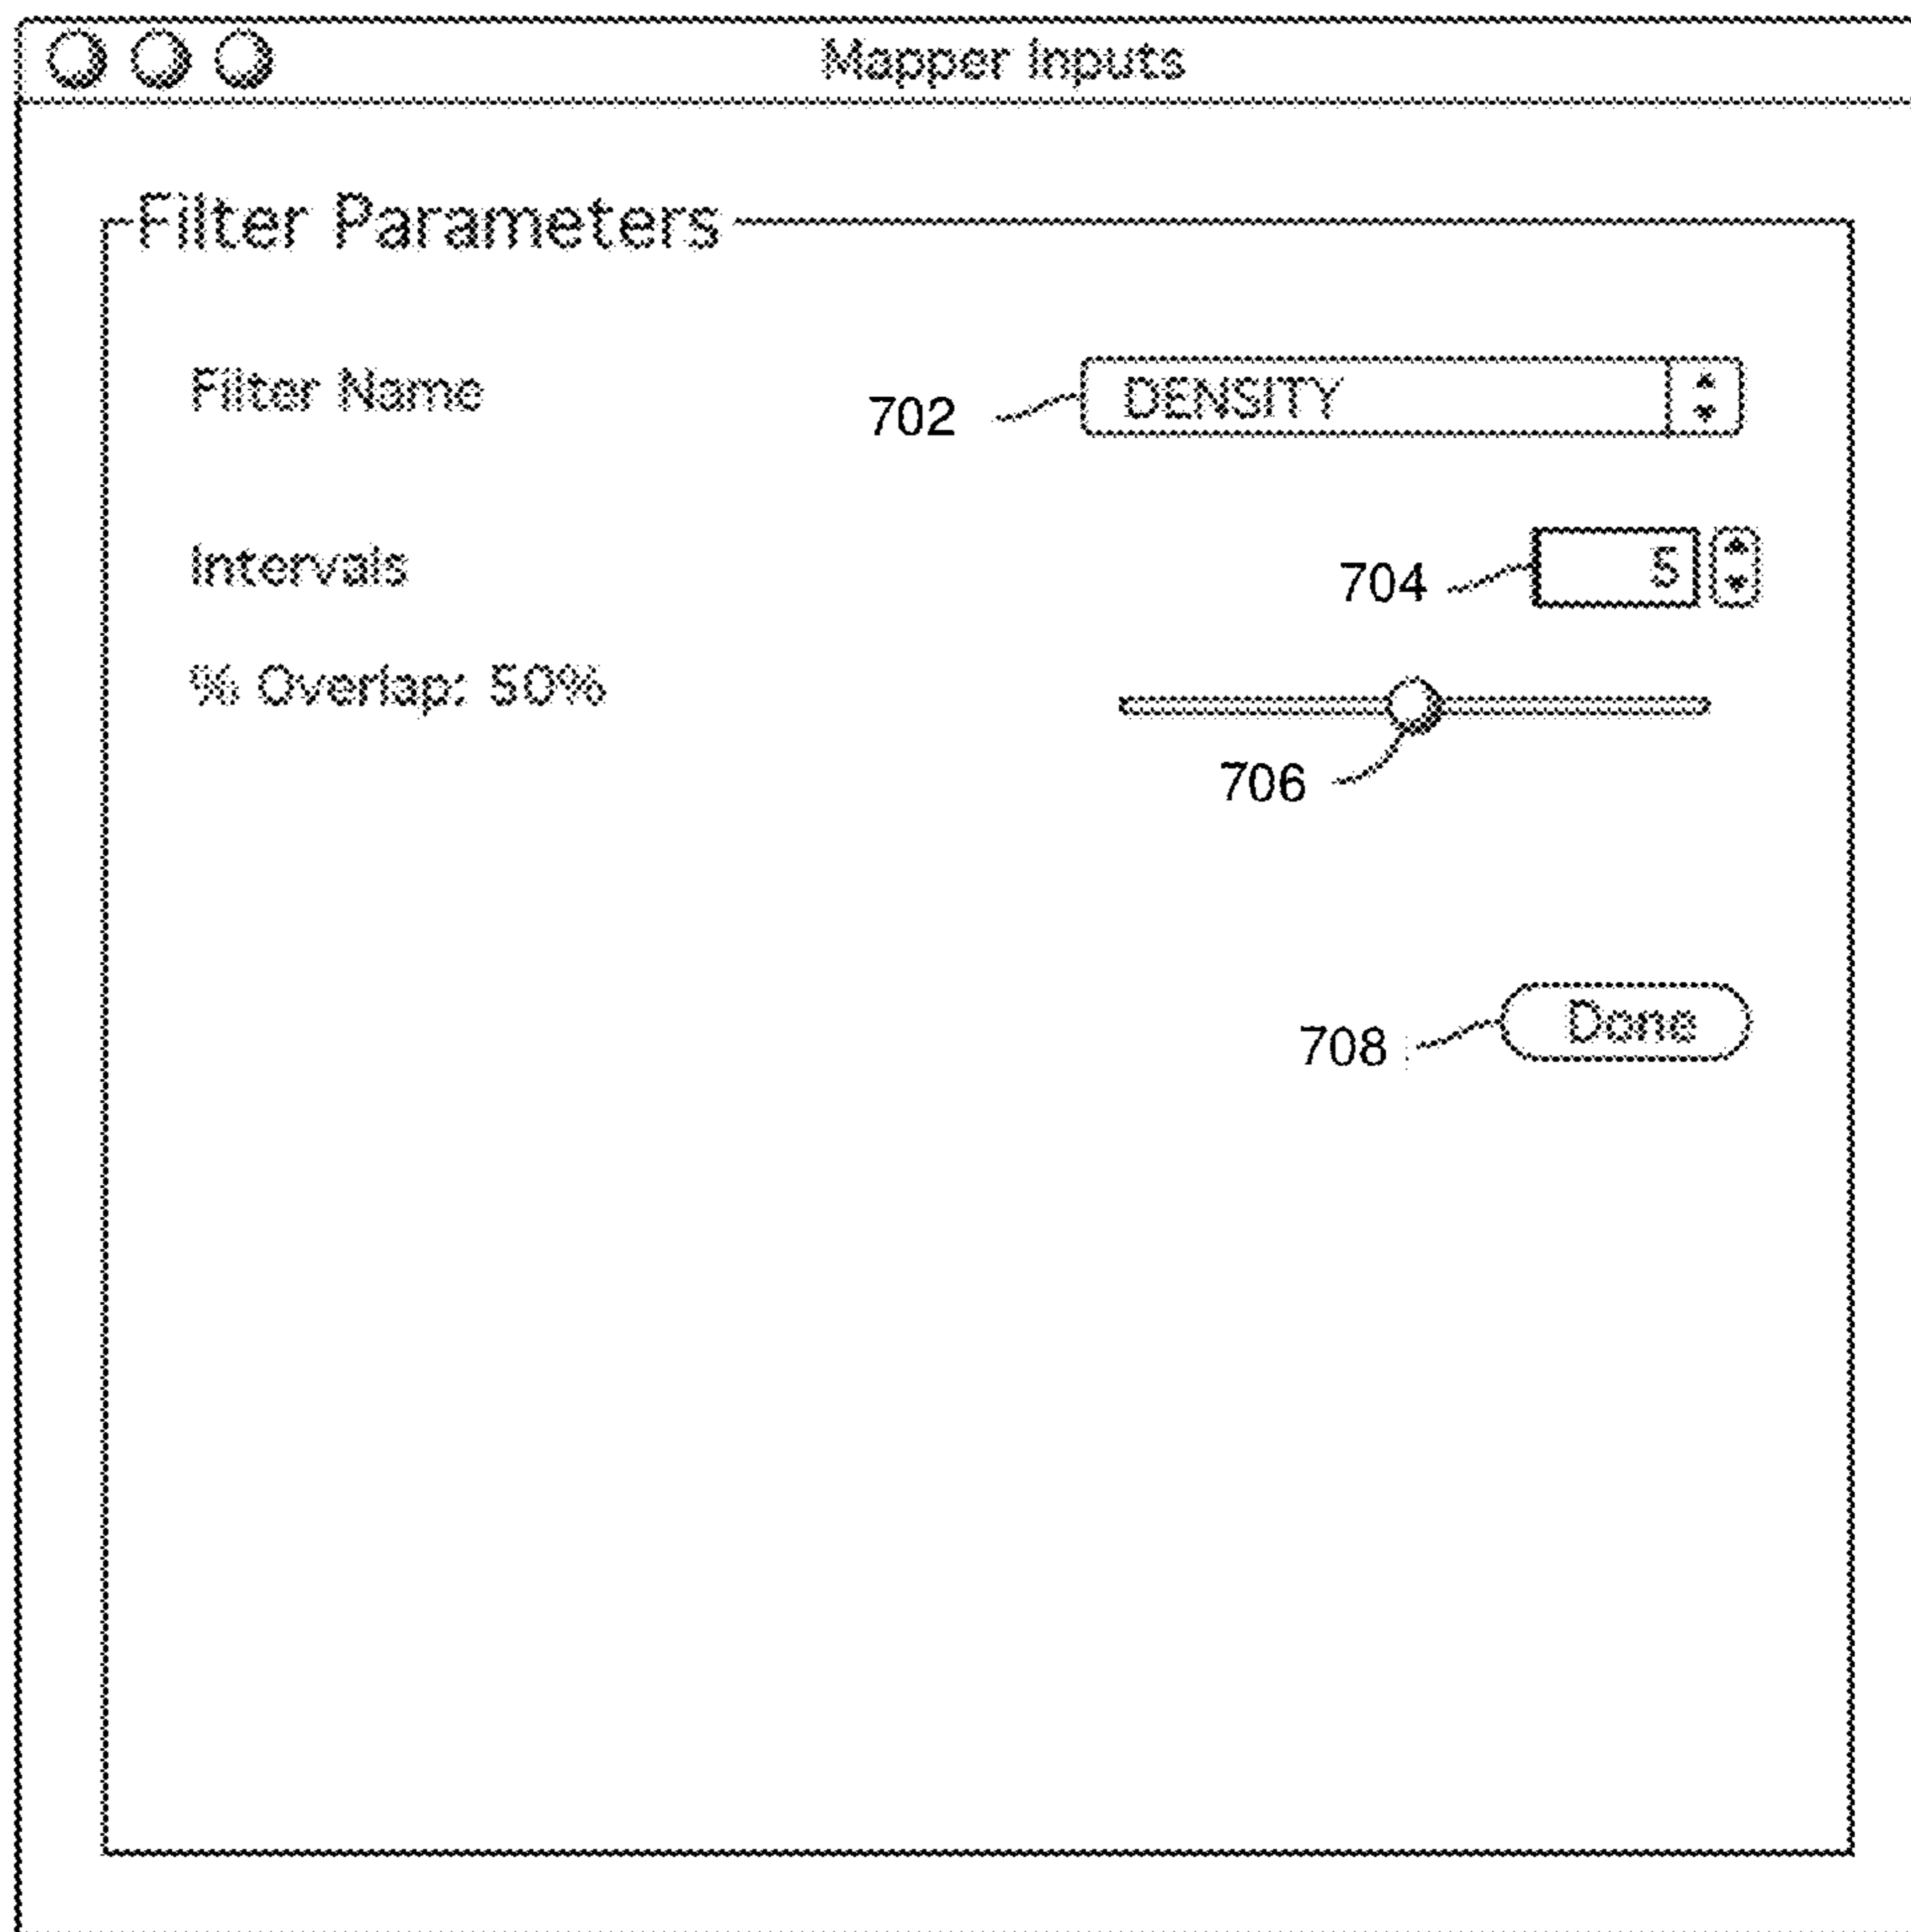 Mapper Inputs
Filter Parameters
Filter Name 702 DENSITY
Intervals 704 5
% Overlap: 50%
706
708 Done